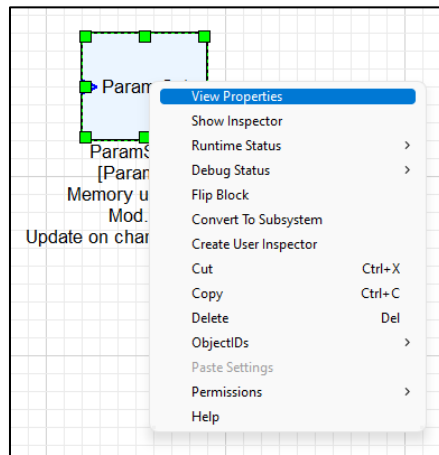 Param
View Properties
Show Inspector
ParamS
Runtime Status
[Param
Debug Status
Memory u
Flip Block
Mod.
Convert To Subsystem
Update on char
Create User Inspector
Cut Ctrl+X
Copy Ctrl+C
Delete Del
ObjectIDs
Paste Settings
Permissions
Help